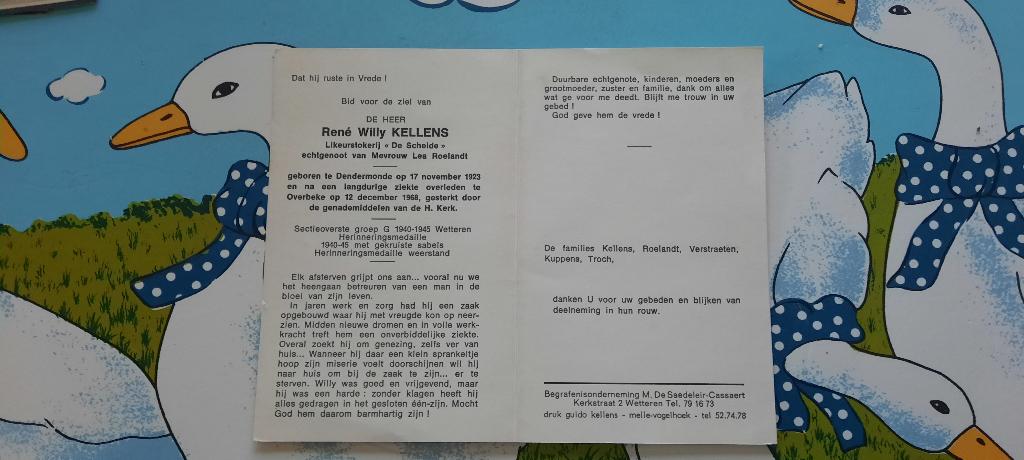 Dat hij ruste in Vrede !
Bid voor de ziel van
DE HEER
René Willy KELLENS
Likeurstokerij « De Schelde »
echtgenoot van Mevrouw Lea Roelandt
geboren te Dendermonde op 17 november 1923
en na een langdurige ziekte overleden te
Overbeke op 12 december 1968, gesterkt door
de genademiddelen van de H. Kerk.
Sectieoverste groep G 1940-1945 Wetteren
Herinneringsmedaille
1940-45 met gekruiste sabels
Herinneringsmedaille weerstand
Elk afsterven grijpt ons aan... vooral nu we
het heengaan betreuren van een man in de
bloei van zijn leven.
In jaren werk en zorg had hij een zaak
opgebouwd waar hij met vreugde kon op neer-
zien. Midden nieuwe dromen en in volle werk-
kracht treft hem een onverbiddelijke ziekte.
Overal zoekt hij om genezing, zelfs ver van
huis... Wanneer hij daar een klein sprankeltje
hoop zijn miserie voelt doorschijnen wil hij
naar huis om bij de zaak te zijn... er te
sterven. Willy was goed en vrijgevend, maar
hij was een harde : zonder klagen heeft hij
alles gedragen in het gesloten één-zijn. Mocht
God hem daarom barmhartig zijn !
Duurbare echtgenote, kinderen, moeders en
grootmoeder, zuster en familie, dank om alles
wat ge voor me deedt. Blijft me trouw in uw
gebed !
God geve hem de vrede !
De families Kellens, Roelandt, Verstraeten,
Kuppens, Troch,
danken U voor uw gebeden en blijken van
deelneming in hun rouw.
Begrafenisonderneming M. De Saedeleir-Cassaert
Kerkstraat 2 Wetteren Tel. 79 16 73
druk guido kellens - melle-vogelhoek - tel 52.74.78